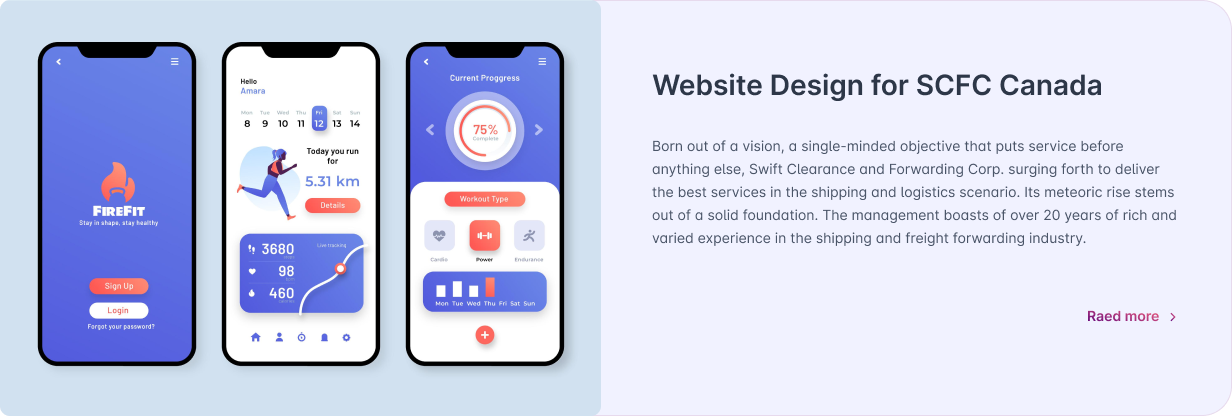 FIREFIT
Stay in shape, stay healthy
Sign Up
Login
Forgot your password?
Hello
Amara
Mon Tue Wed Thu Fri Sat Sun
8 9 10 11 12 13 14
Today you run
for
5.31 km
Details
3680
Live tracking
98
460
Current Proggress
75%
Complete
Workout Type
Cardio Power Endurance
Mon Tue Wed Thu Fri Sat Sun
Website Design for SCFC Canada
Born out of a vision, a single-minded objective that puts service before
anything else, Swift Clearance and Forwarding Corp. surging forth to deliver
the best services in the shipping and logistics scenario. Its meteoric rise stems
out of a solid foundation. The management boasts of over 20 years of rich and
varied experience in the shipping and freight forwarding industry.
Raed more